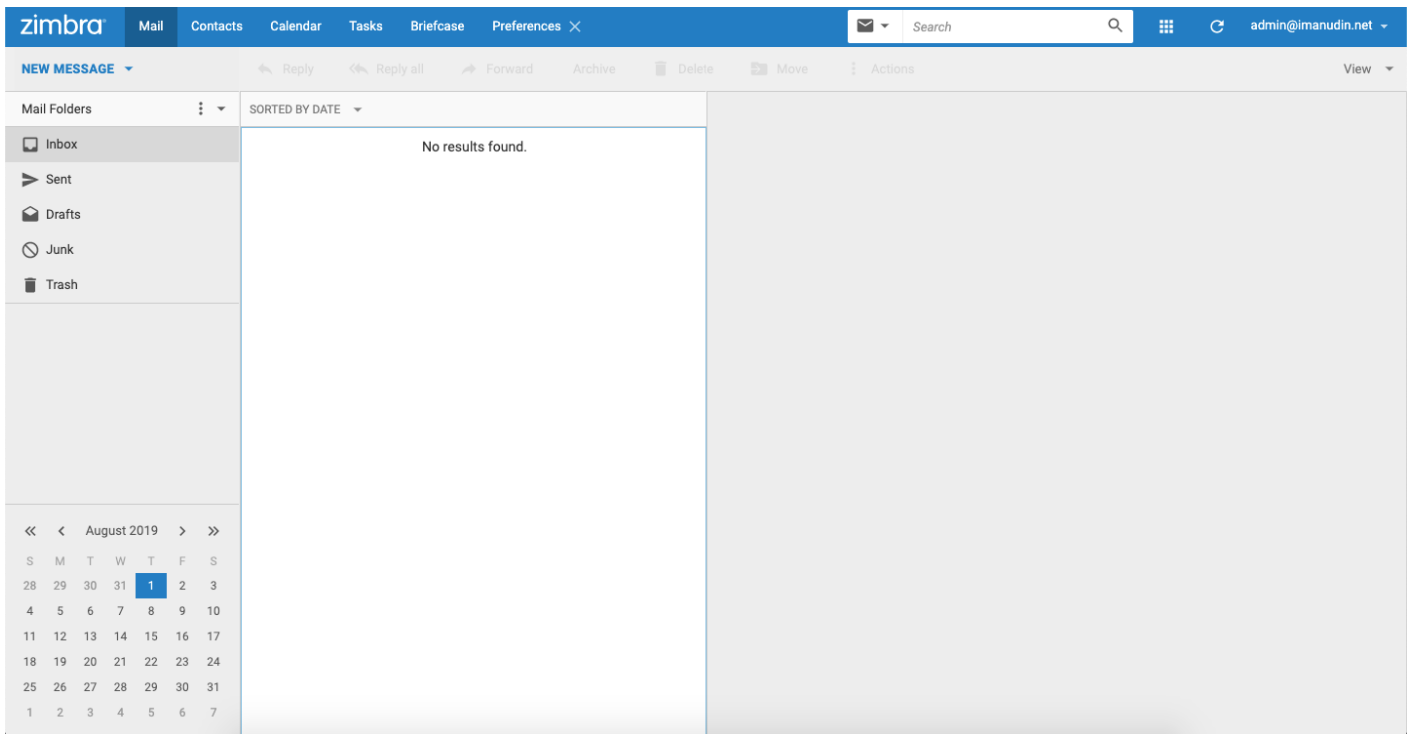 zimbra Mail Contacts Calendar Tasks Briefcase Preferences Search admin@imanudin.net
NEW MESSAGE Reply Reply all Forward Archive Delete Move Actions View
Mail Folders
SORTED BY DATE
Inbox
No results found.
Sent
Drafts
Junk
Trash
August 2019
S M T W T F S
28 29 30 31 1 2 3
4 5 6 7 8 9 10
11 12 13 14 15 16 17
18 19 20 21 22 23 24
25 26 27 28 29 30 31
1 2 3 4 5 6 7